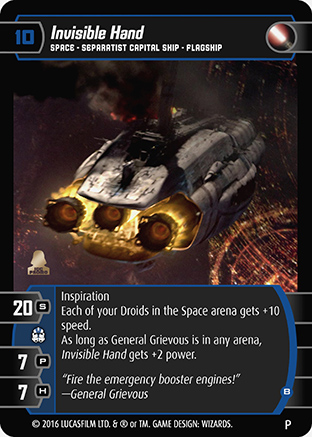 10
Invisible Hand
SPACE - SEPARATIST CAPITAL SHIP - FLAGSHIP
Inspiration
20 S
Each of your Droids in the Space arena gets +10
speed.
As long as General Grievous is in any arena,
7 P
Invisible Hand gets +2 power.
7 H
“Fire the emergency booster engines!”
—General Grievous
B
© 2016 LUCASFILM LTD. & ® or TM. GAME DESIGN: WIZARDS.
P